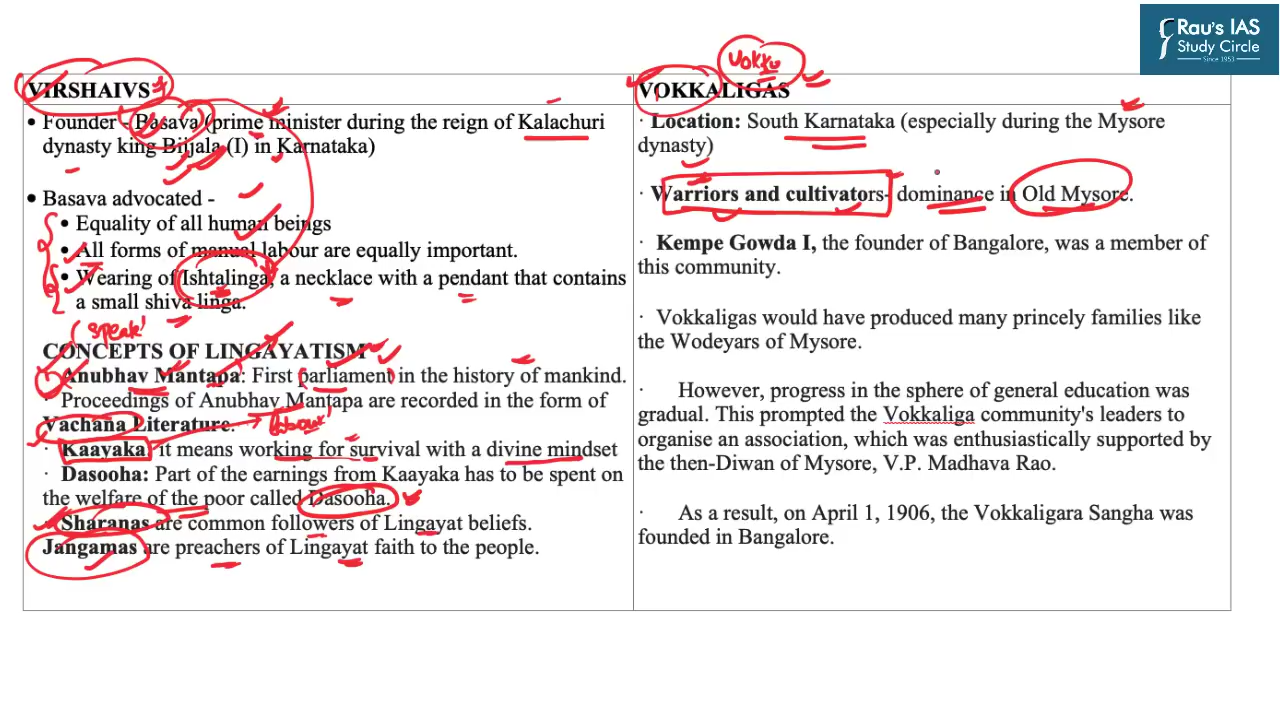 Rau's IAS
Study Circle
Since 1953
Vokku
VIRSHAIVS
• Founder - Basava (prime minister during the reign of Kalachuri
dynasty king Bijjala (I) in Karnataka)
• Basava advocated -
• Equality of all human beings
• All forms of manual labour are equally important.
• Wearing of Ishtalinga, a necklace with a pendant that contains
a small shiva linga.
speak
CONCEPTS OF LINGAYATISM
· Anubhav Mantapa: First parliament in the history of mankind.
· Proceedings of Anubhav Mantapa are recorded in the form of
Vachana Literature.
labour
· Kaayaka: it means working for survival with a divine mindset
· Dasooha: Part of the earnings from Kaayaka has to be spent on
the welfare of the poor called Dasooha.
· Sharanas are common followers of Lingayat beliefs.
Jangamas are preachers of Lingayat faith to the people.
VOKKALIGAS
· Location: South Karnataka (especially during the Mysore
dynasty)
· Warriors and cultivators- dominance in Old Mysore.
· Kempe Gowda I, the founder of Bangalore, was a member of
this community.
· Vokkaligas would have produced many princely families like
the Wodeyars of Mysore.
· However, progress in the sphere of general education was
gradual. This prompted the Vokkaliga community's leaders to
organise an association, which was enthusiastically supported by
the then-Diwan of Mysore, V.P. Madhava Rao.
· As a result, on April 1, 1906, the Vokkaligara Sangha was
founded in Bangalore.